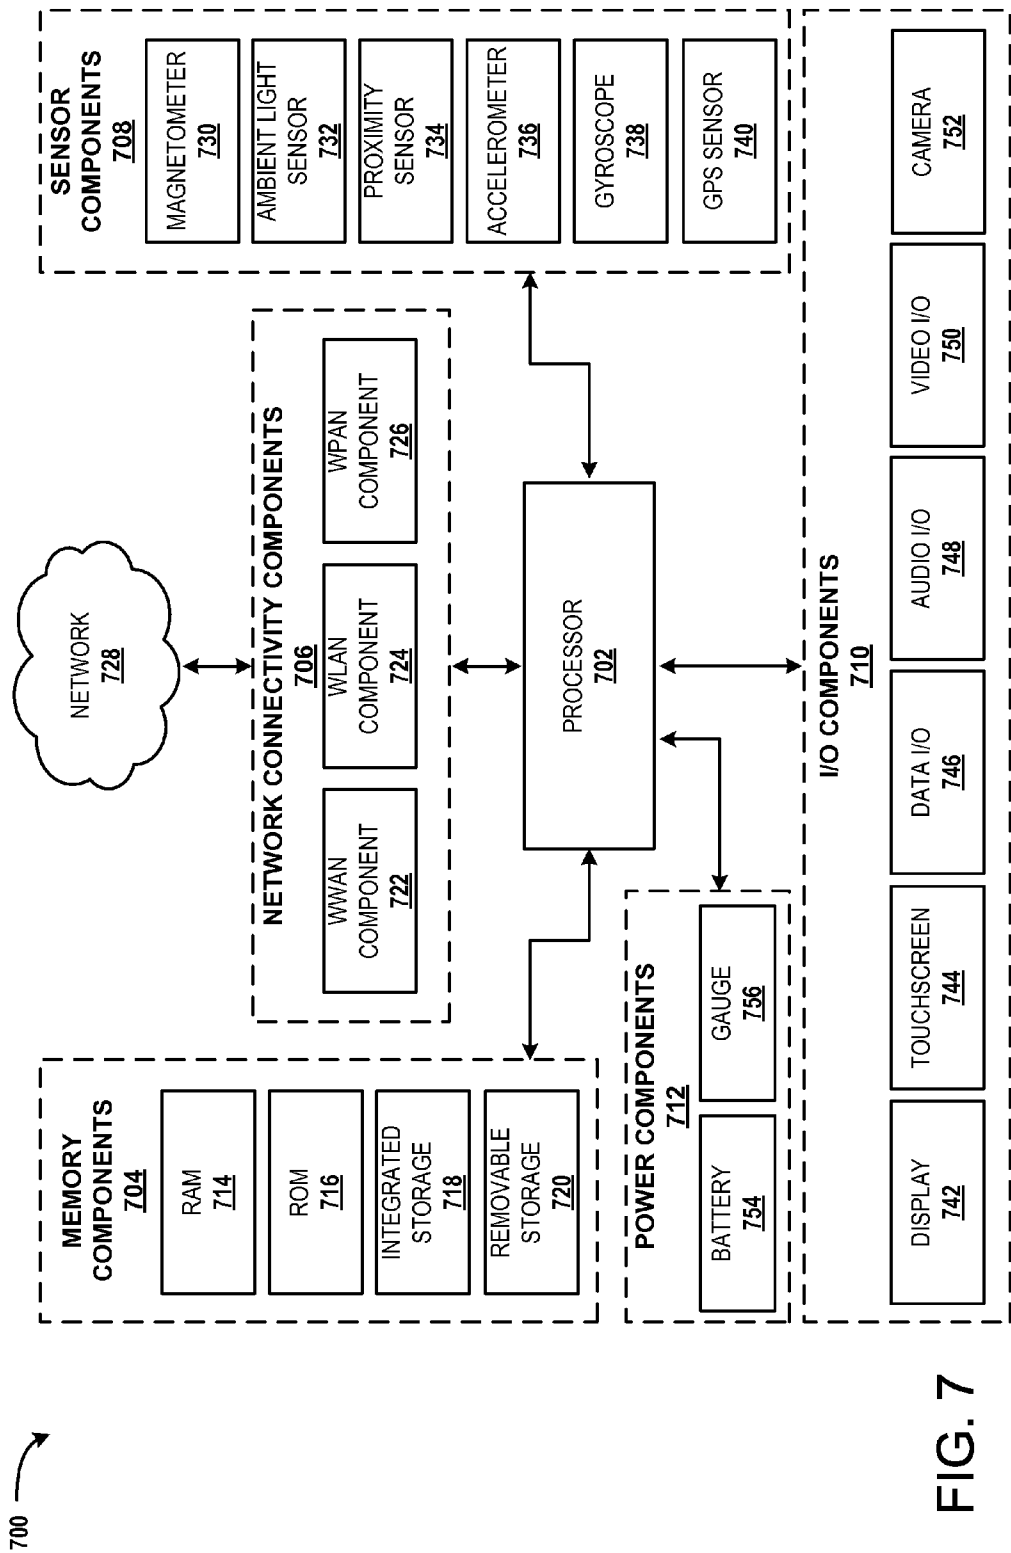 700
NETWORK
728
MEMORY
COMPONENTS
704
RAM
714
ROM
716
INTEGRATED
STORAGE
718
REMOVABLE
STORAGE
720
NETWORK CONNECTIVITY COMPONENTS
706
WWAN
COMPONENT
722
WLAN
COMPONENT
724
WPAN
COMPONENT
726
SENSOR
COMPONENTS
708
MAGNETOMETER
730
AMBIENT LIGHT
SENSOR
732
PROXIMITY
SENSOR
734
ACCELEROMETER
736
GYROSCOPE
738
GPS SENSOR
740
PROCESSOR
702
POWER COMPONENTS
712
BATTERY
754
GAUGE
756
I/O COMPONENTS
710
DISPLAY
742
TOUCHSCREEN
744
DATA I/O
746
AUDIO I/O
748
VIDEO I/O
750
CAMERA
752
FIG. 7